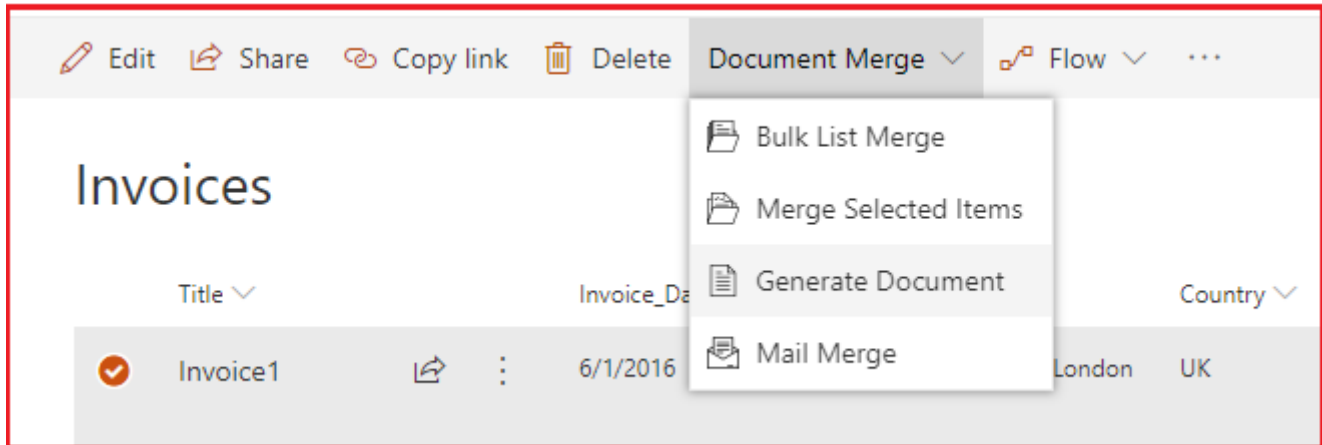 Edit Share Copy link Delete Document Merge Flow ...
Bulk List Merge
Invoices
Merge Selected Items
Generate Document
Title Invoice_Da Country
Mail Merge
Invoice1 6/1/2016 London UK